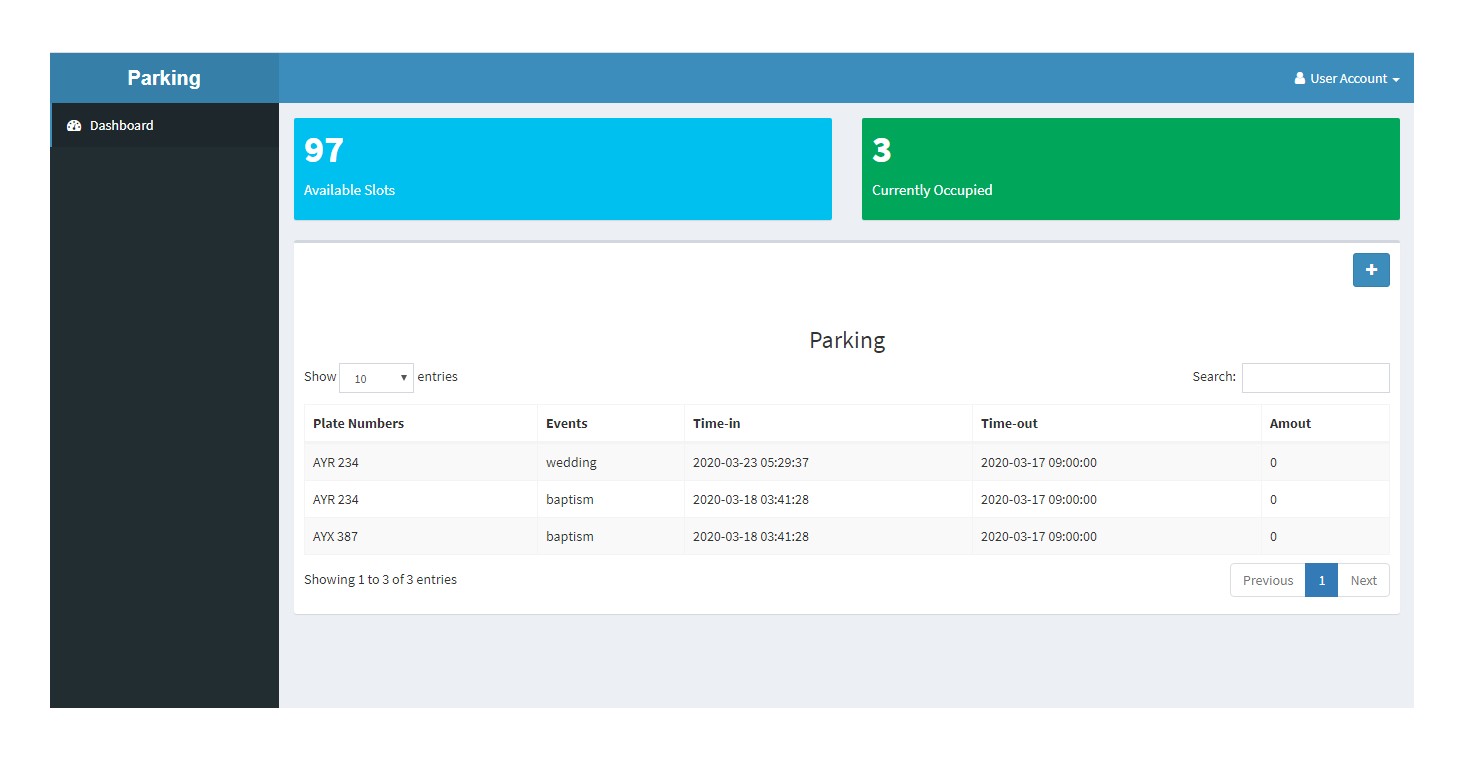 Parking
User Account
Dashboard
97
Available Slots
3
Currently Occupied
+
Parking
Show 10 entries
Search:
Plate Numbers Events Time-in Time-out Amout
AYR 234 wedding 2020-03-23 05:29:37 2020-03-17 09:00:00 0
AYR 234 baptism 2020-03-18 03:41:28 2020-03-17 09:00:00 0
AYX 387 baptism 2020-03-18 03:41:28 2020-03-17 09:00:00 0
Showing 1 to 3 of 3 entries
Previous 1 Next